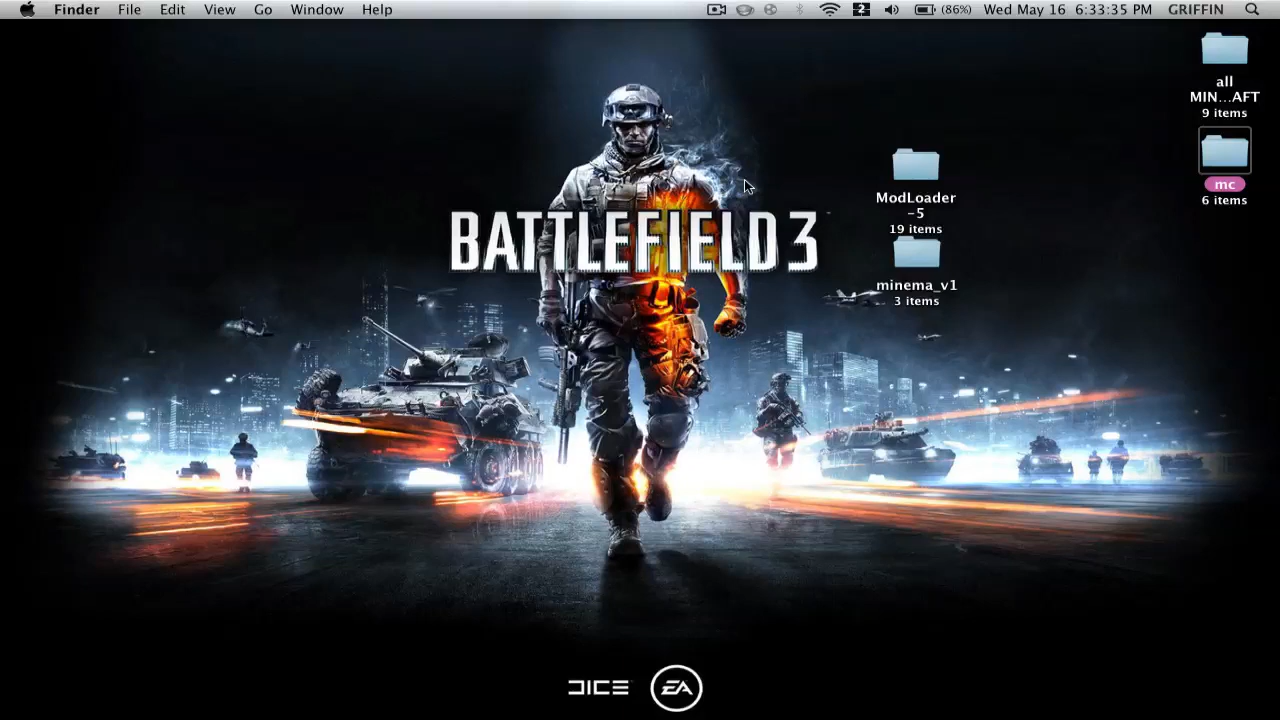 Finder File Edit View Go Window Help 2 (86%) Wed May 16 6:33:35 PM GRIFFIN
all
MIN...AFT
9 items
mc
6 items
ModLoader
-5
19 items
minema_v1
3 items
BATTLEFIELD 3
DICE EA